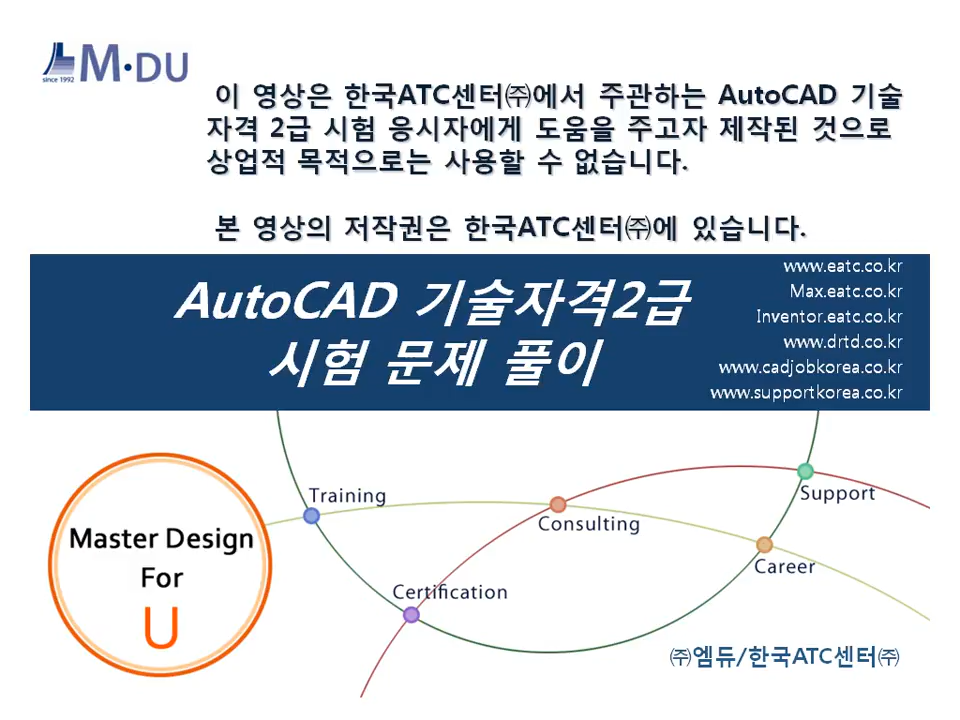 M·DU
since 1992
이 영상은 한국ATC센터㈜에서 주관하는 AutoCAD 기술
자격 2급 시험 응시자에게 도움을 주고자 제작된 것으로
상업적 목적으로는 사용할 수 없습니다.
본 영상의 저작권은 한국ATC센터㈜에 있습니다.
AutoCAD 기술자격2급
시험 문제 풀이
www.eatc.co.kr
Max.eatc.co.kr
Inventor.eatc.co.kr
www.drtd.co.kr
www.cadjobkorea.co.kr
www.supportkorea.co.kr
Training
Consulting
Support
Career
Certification
Master Design
For
U
㈜엠듀/한국ATC센터㈜